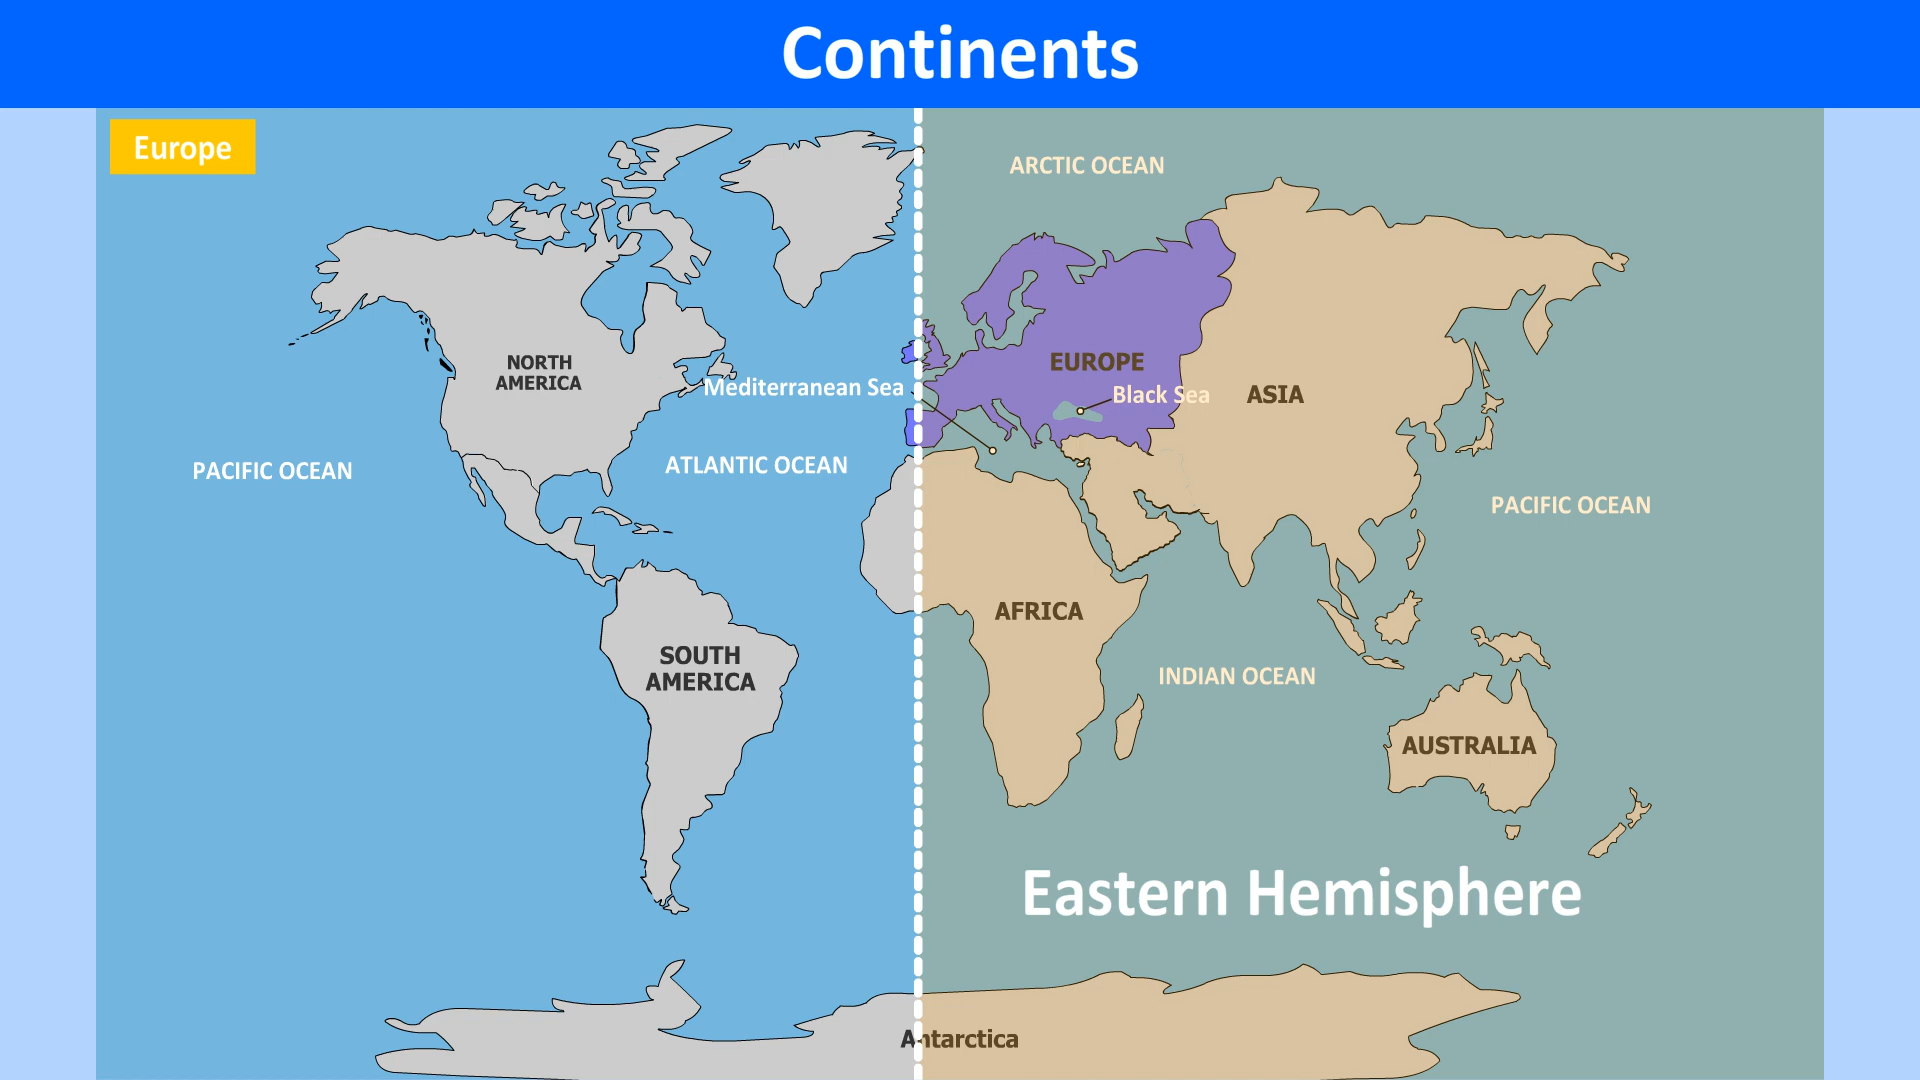 Continents
Europe
ARCTIC OCEAN
NORTH
AMERICA
EUROPE
Mediterranean Sea
Black Sea
ASIA
PACIFIC OCEAN
ATLANTIC OCEAN
PACIFIC OCEAN
AFRICA
SOUTH
AMERICA
INDIAN OCEAN
AUSTRALIA
Eastern Hemisphere
Antarctica